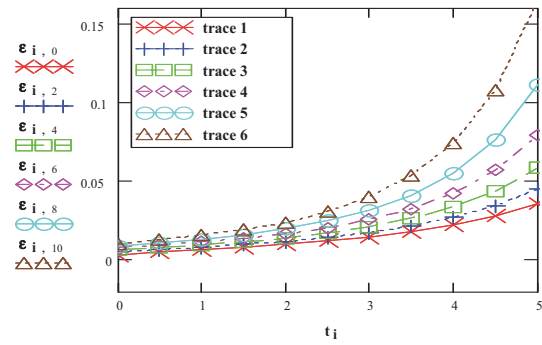 ε i , 0
ε i , 2
ε i , 4
ε i , 6
ε i , 8
ε i , 10
0.15
0.1
0.05
0
trace 1
trace 2
trace 3
trace 4
trace 5
trace 6
0 1 2 3 4 5
t i